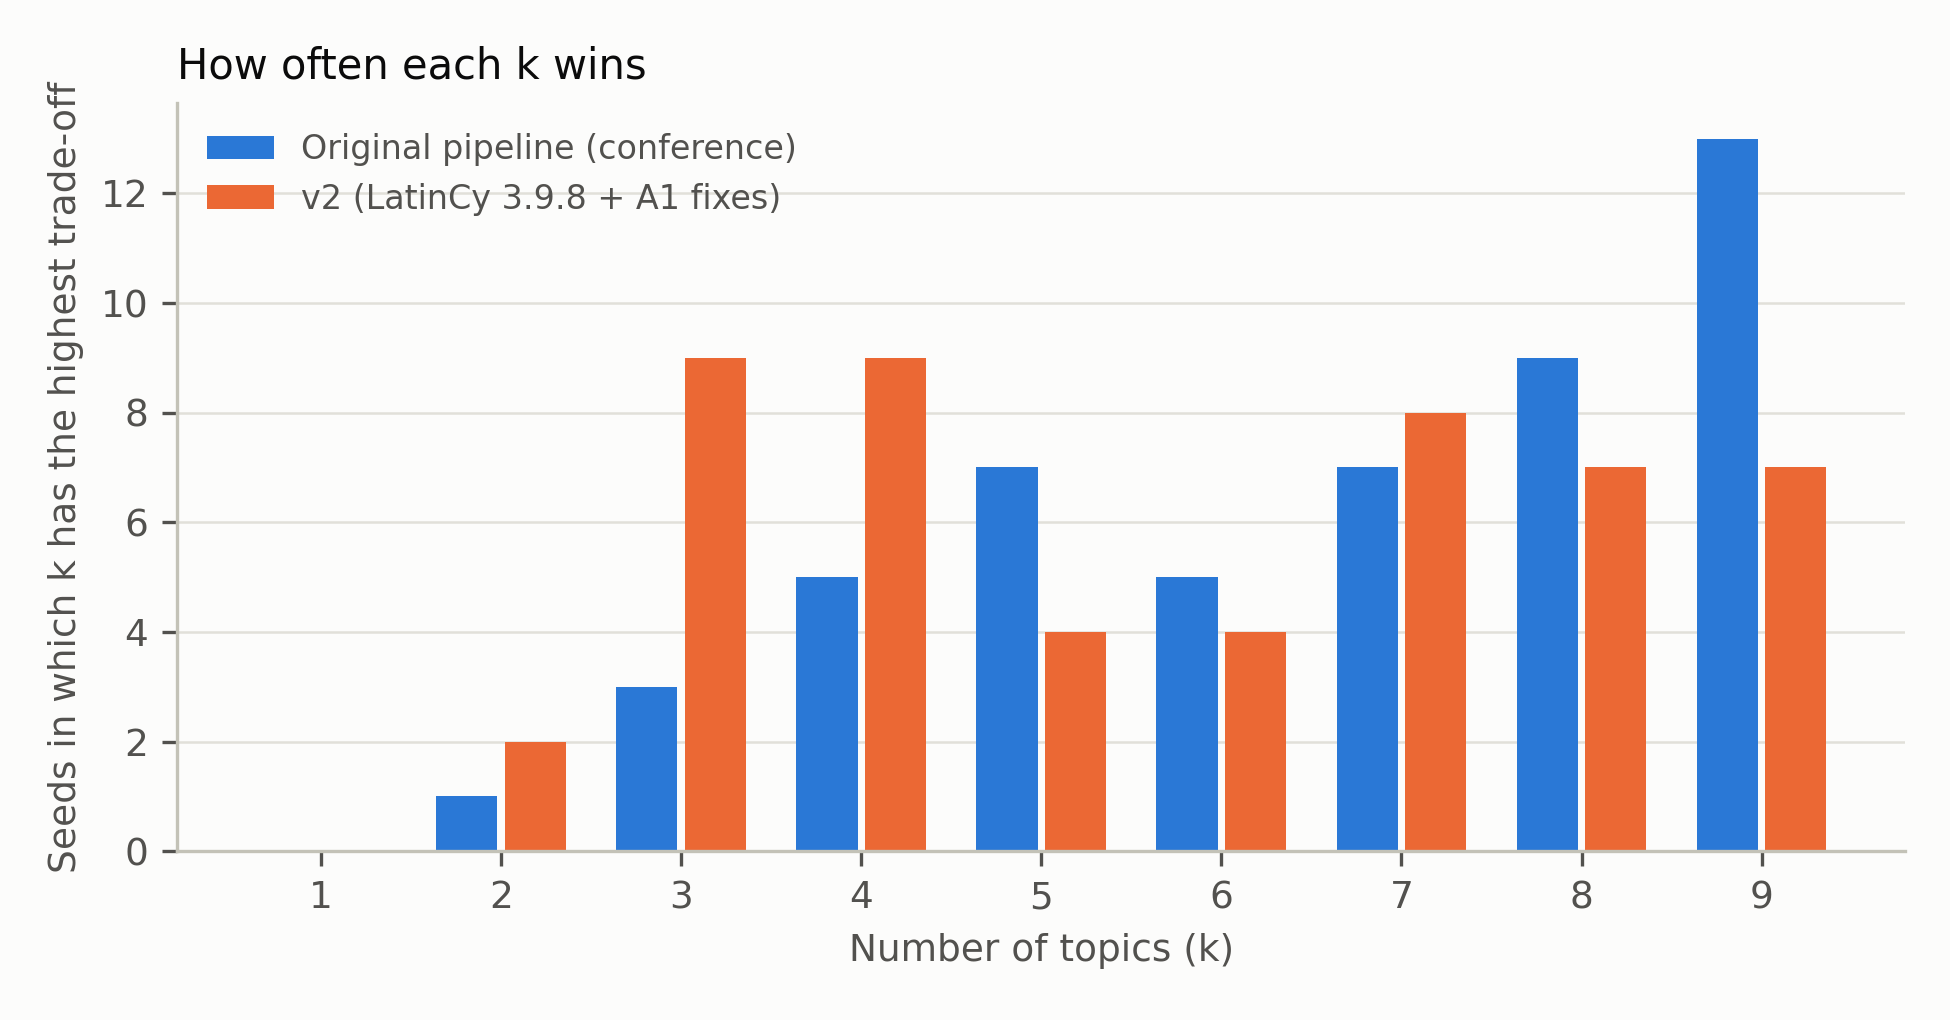 How often each k wins
Original pipeline (conference)
v2 (LatinCy 3.9.8 + A1 fixes)
Seeds in which k has the highest trade-off
12
10
8
6
4
2
0
1 2 3 4 5 6 7 8 9
Number of topics (k)